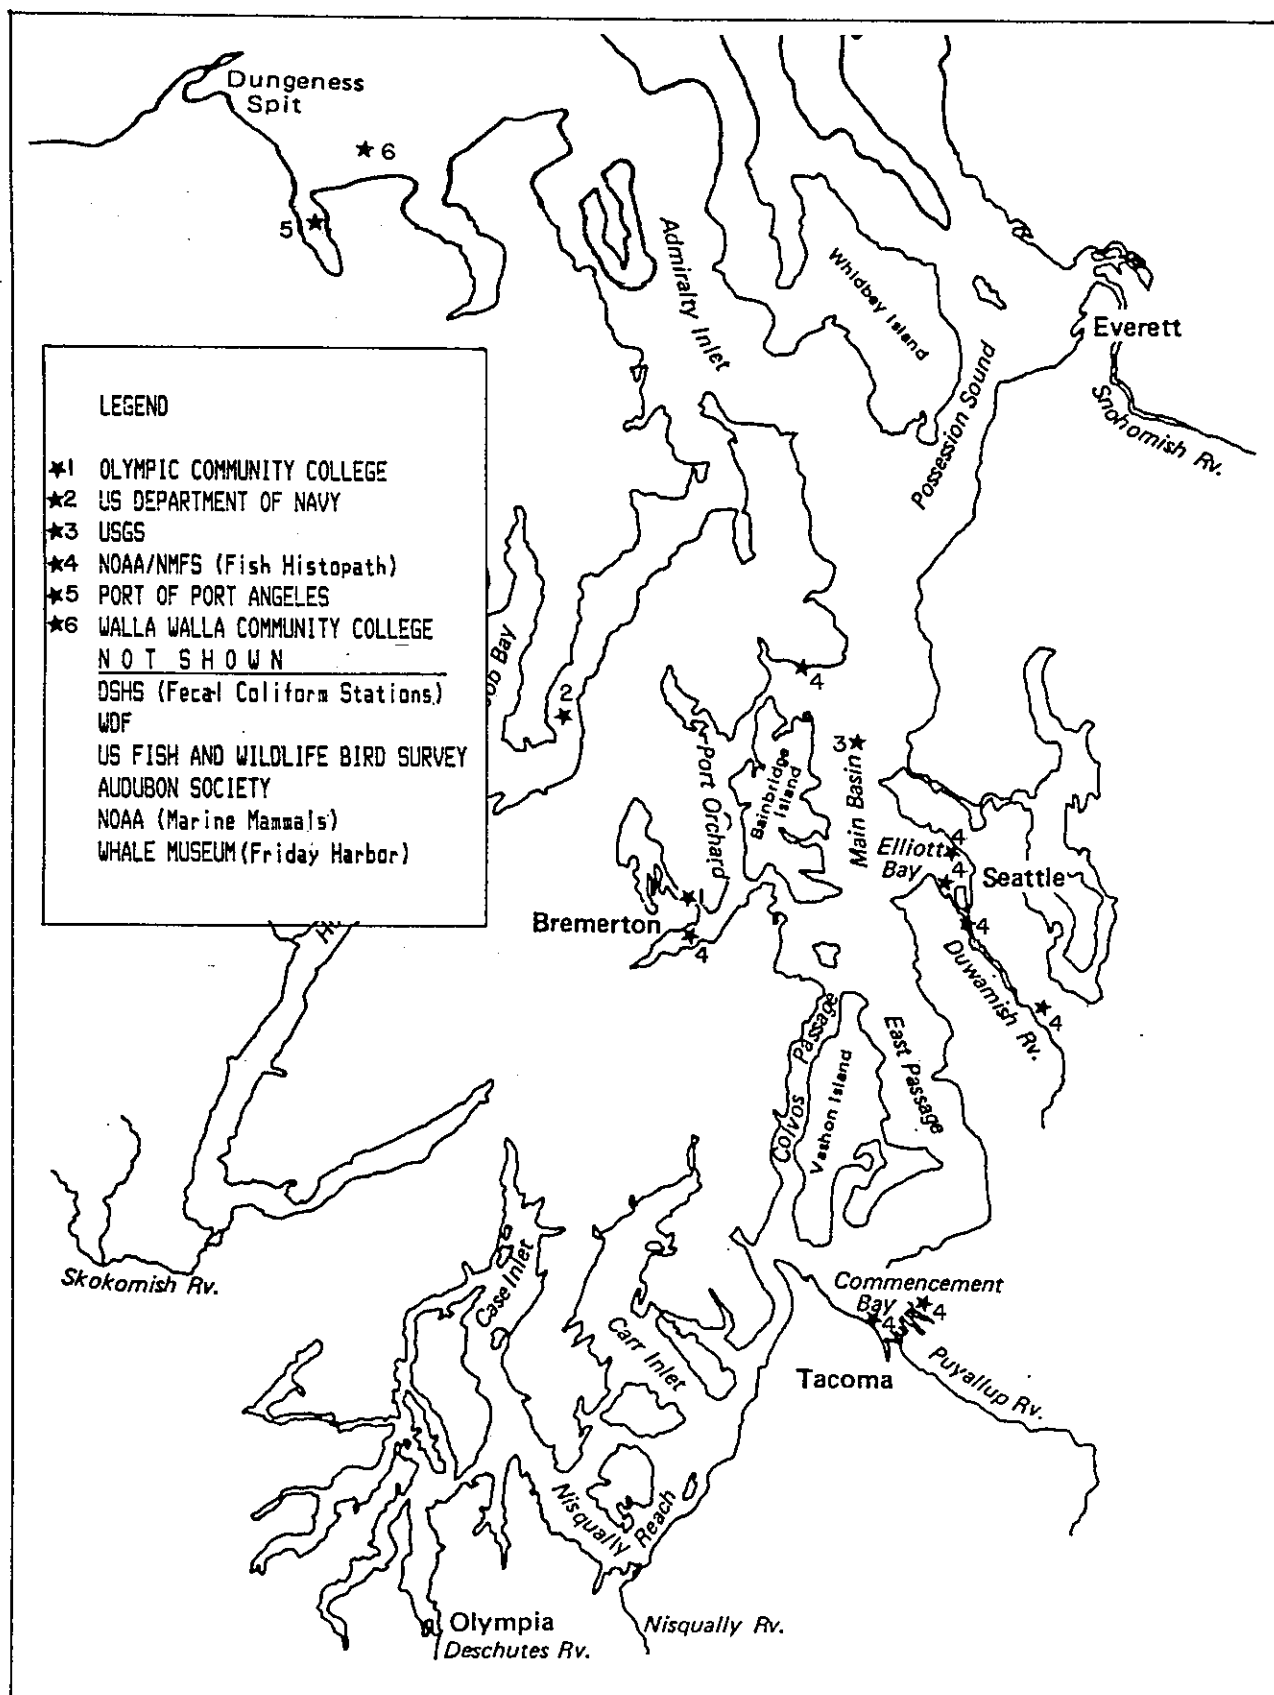 Dungeness
Spit
★6
5★
Admiralty Inlet
Whidbey Island
Everett
Possession Sound
Snohomish Rv.
LEGEND
★1 OLYMPIC COMMUNITY COLLEGE
★2 US DEPARTMENT OF NAVY
★3 USGS
★4 NOAA/NMFS (Fish Histopath)
★5 PORT OF PORT ANGELES
★6 WALLA WALLA COMMUNITY COLLEGE
NOT SHOWN
DSHS (Fecal Coliform Stations)
WDF
US FISH AND WILDLIFE BIRD SURVEY
AUDUBON SOCIETY
NOAA (Marine Mammals)
WHALE MUSEUM (Friday Harbor)
Bay
2
★
★
4
3★
Port Orchard
Bainbridge
Island
Main Basin
Elliott
Bay
4
★
4
★
Seattle
★1
Bremerton
★
4
★4
Duwamish Rv.
★4
Colvos Passage
Vashon Island
East Passage
Skokomish Rv.
Case Inlet
Carr Inlet
Commencement
Bay
★4
★4
Tacoma
Puyallup Rv.
Nisqually
Reach
Olympia
Deschutes Rv.
Nisqually Rv.